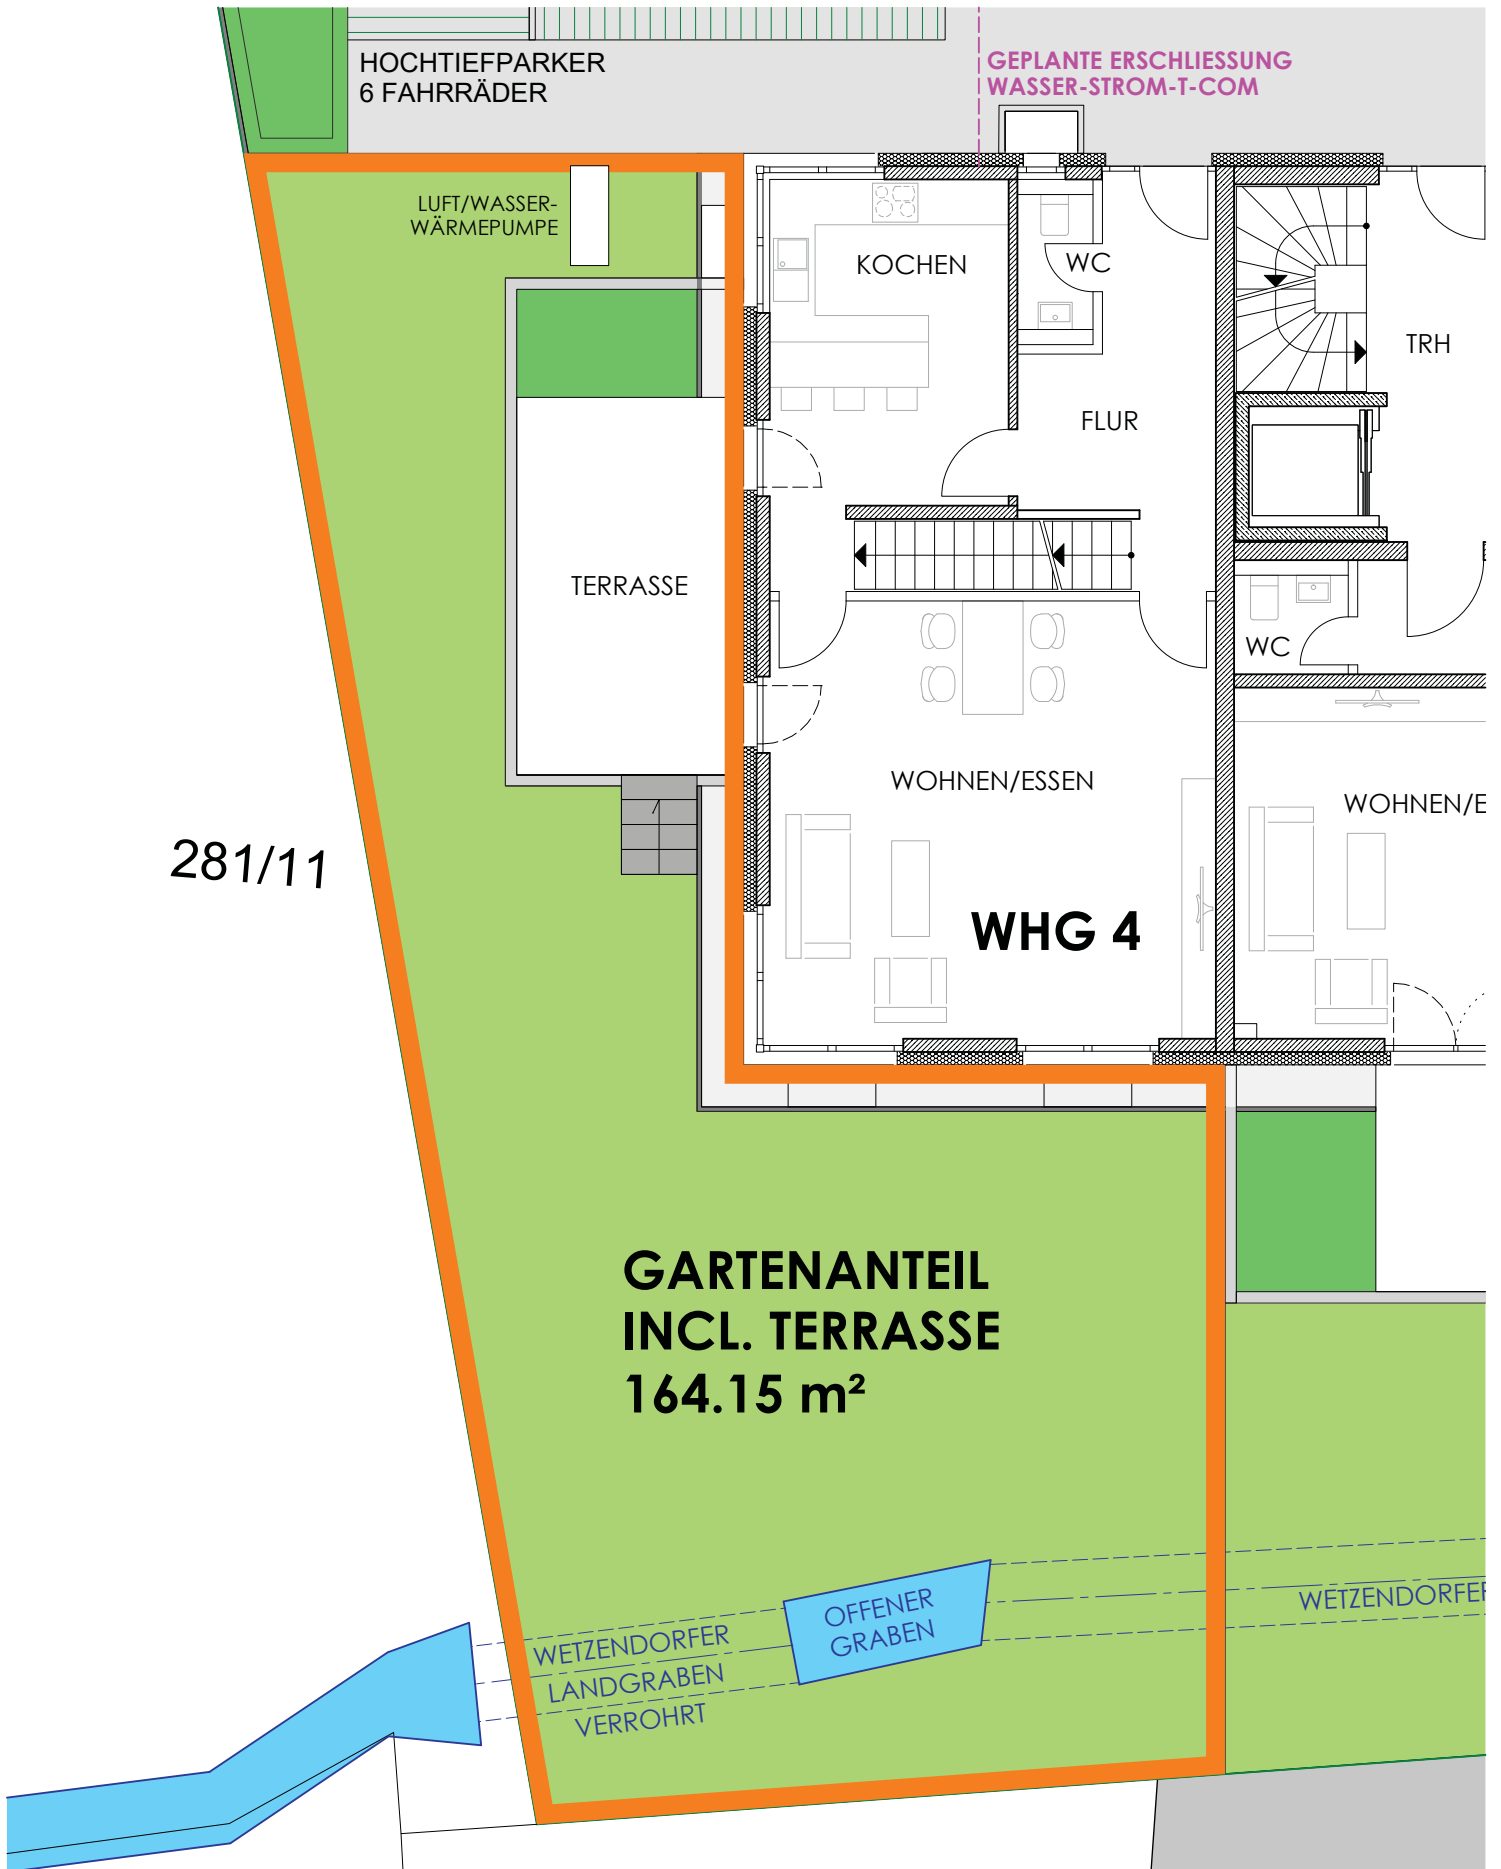 HOCHTIEFPARKER
6 FAHRRÄDER
GEPLANTE ERSCHLIESSUNG
WASSER-STROM-T-COM
LUFT/WASSER-
WÄRMEPUMPE
KOCHEN
WC
TRH
FLUR
TERRASSE
WC
WOHNEN/ESSEN
WOHNEN/E
281/11
WHG 4
GARTENANTEIL
INCL. TERRASSE
164.15 m²
OFFENER
GRABEN
WETZENDORFER
WETZENDORFER
LANDGRABEN
VERROHRT